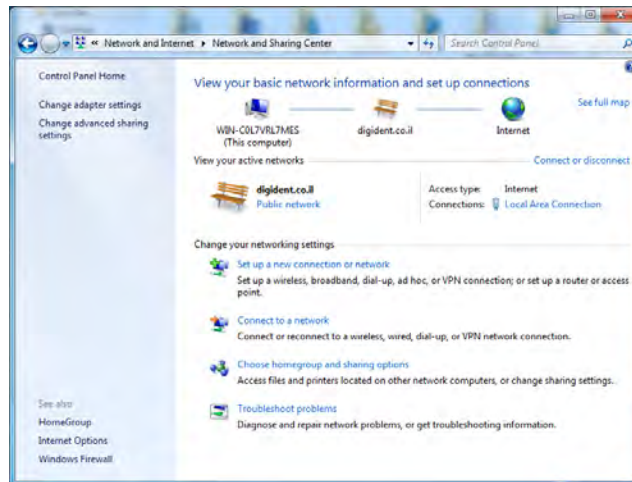 « Network and Internet ▸ Network and Sharing Center
Search Control Panel
Control Panel Home
Change adapter settings
Change advanced sharing
settings
View your basic network information and set up connections
See full map
WIN-C0L7VRL7MES
(This computer)
digident.co.il
Internet
View your active networks
Connect or disconnect
digident.co.il
Public network
Access type: Internet
Connections: Local Area Connection
Change your networking settings
Set up a new connection or network
Set up a wireless, broadband, dial-up, ad hoc, or VPN connection; or set up a router or access
point.
Connect to a network
Connect or reconnect to a wireless, wired, dial-up, or VPN network connection.
Choose homegroup and sharing options
Access files and printers located on other network computers, or change sharing settings.
Troubleshoot problems
Diagnose and repair network problems, or get troubleshooting information.
See also
HomeGroup
Internet Options
Windows Firewall